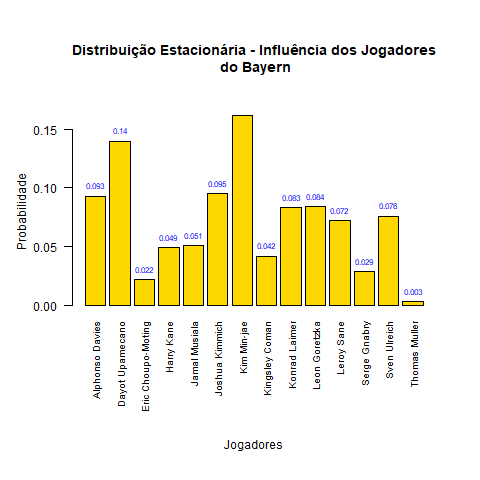 Distribuição Estacionária - Influência dos Jogadores
do Bayern
Probabilidade
0.15
0.10
0.05
0.00
0.093
0.14
0.022
0.049
0.051
0.095
0.042
0.083
0.084
0.072
0.029
0.076
0.003
Alphonso Davies
Dayot Upamecano
Eric Choupo-Moting
Harry Kane
Jamal Musiala
Joshua Kimmich
Kim Min-jae
Kingsley Coman
Konrad Laimer
Leon Goretzka
Leroy Sane
Serge Gnabry
Sven Ulreich
Thomas Muller
Jogadores